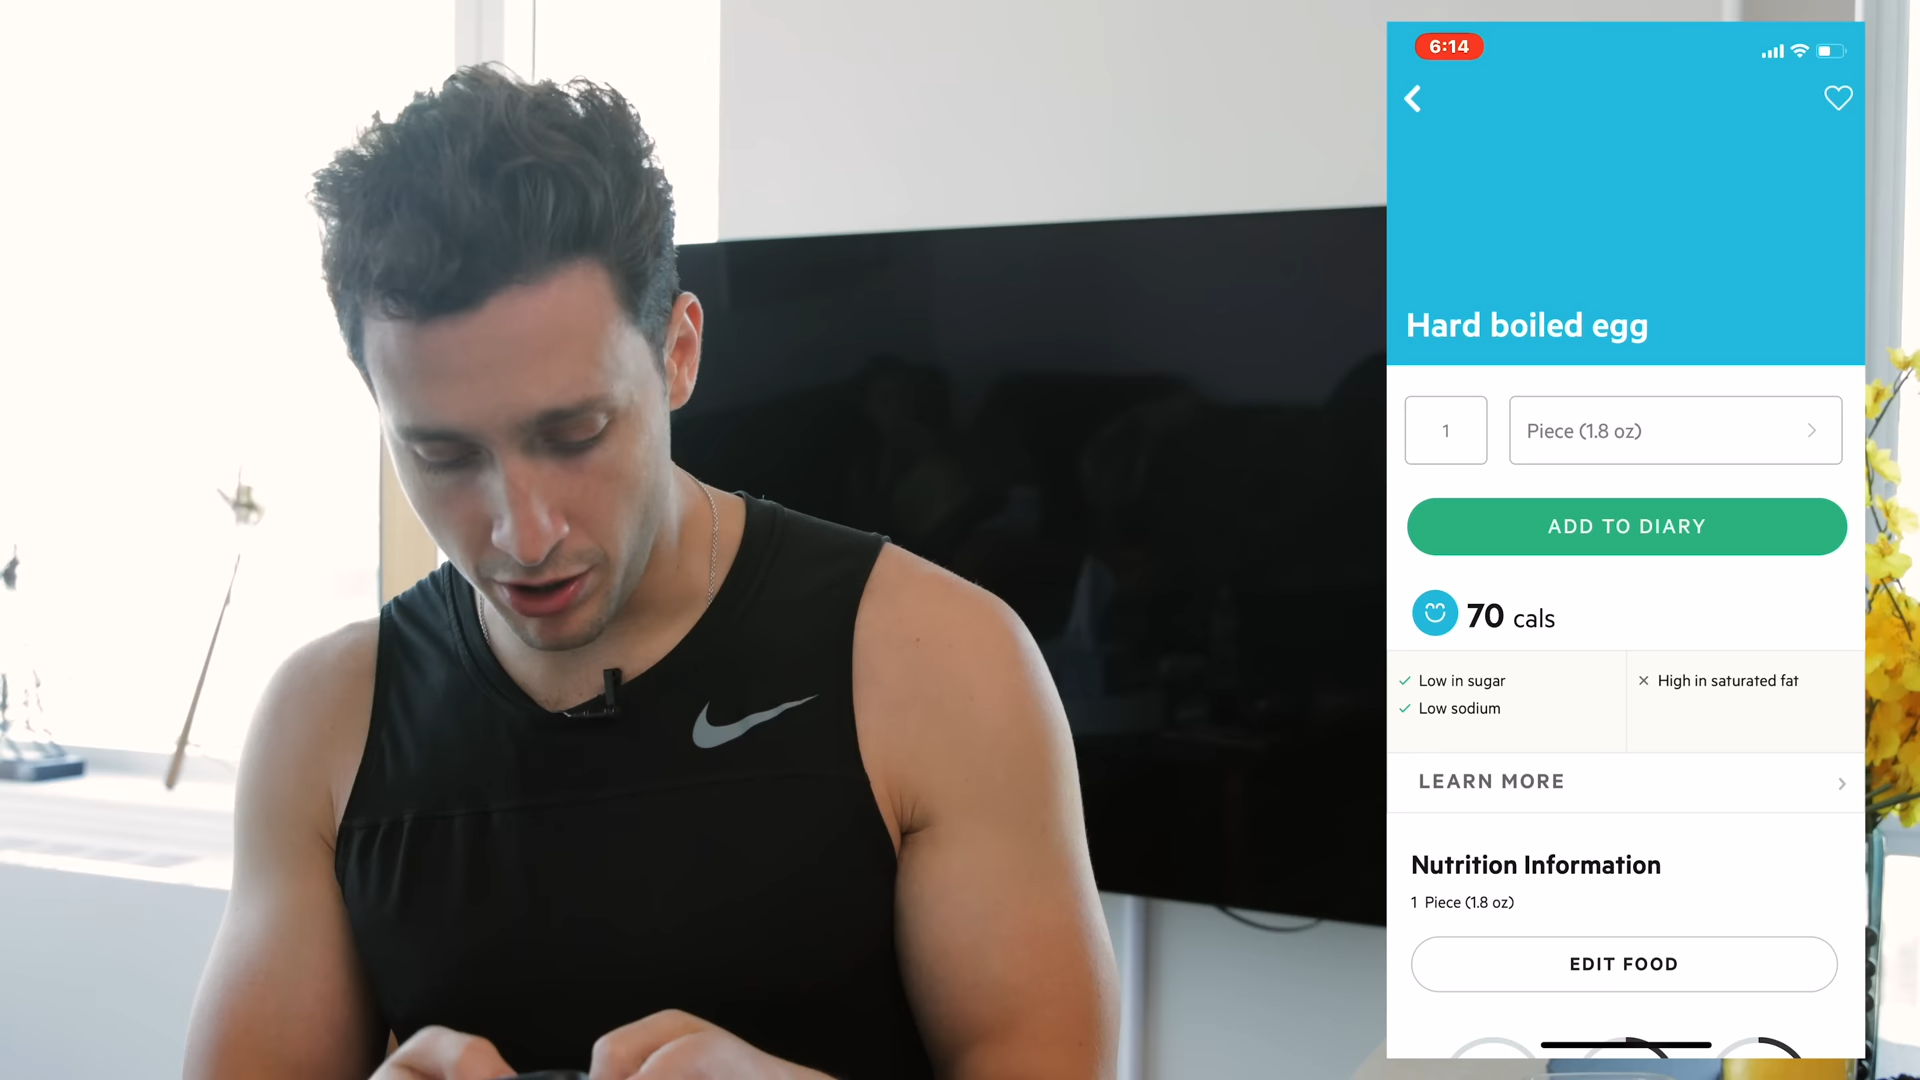 6:14
Hard boiled egg
1
Piece (1.8 oz)
ADD TO DIARY
70 cals
Low in sugar
Low sodium
High in saturated fat
LEARN MORE
Nutrition Information
1 Piece (1.8 oz)
EDIT FOOD